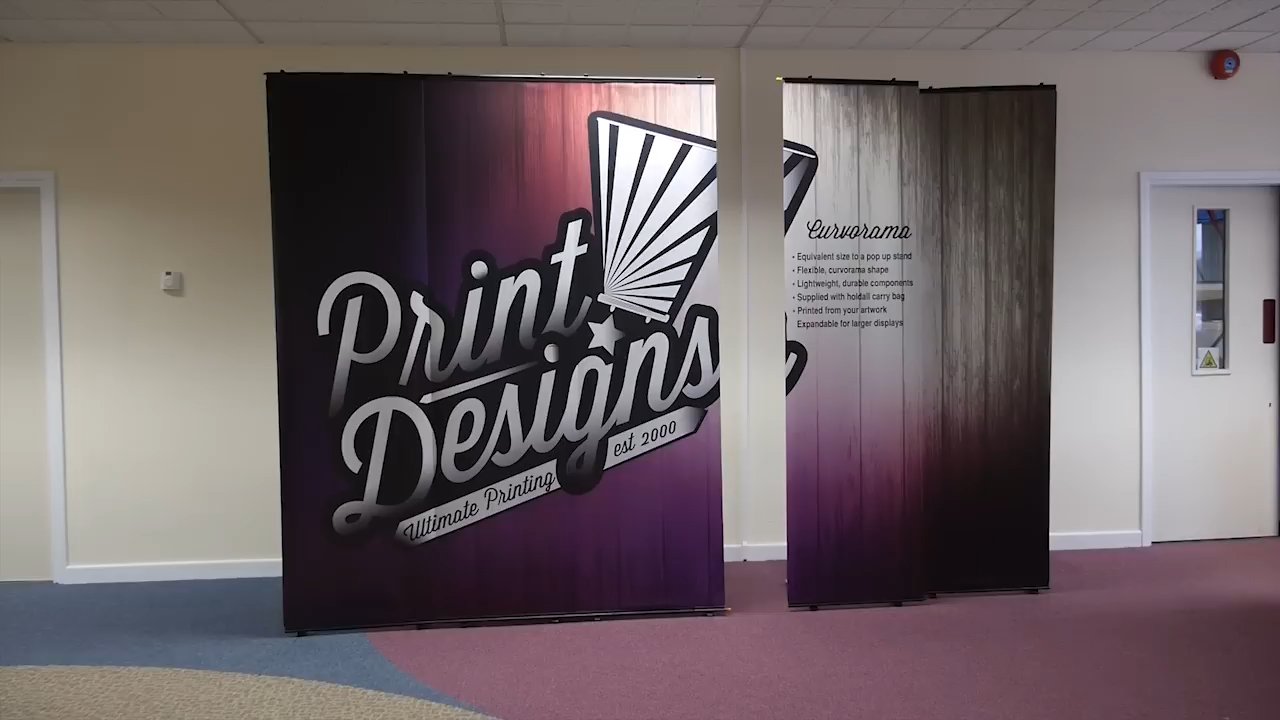 Print
Designs
Ultimate Printing est 2000
Curvorama
• Equivalent size to a pop up stand
• Flexible, curvorama shape
• Lightweight, durable components
• Supplied with holdall carry bag
• Printed from your artwork
Expandable for larger displays